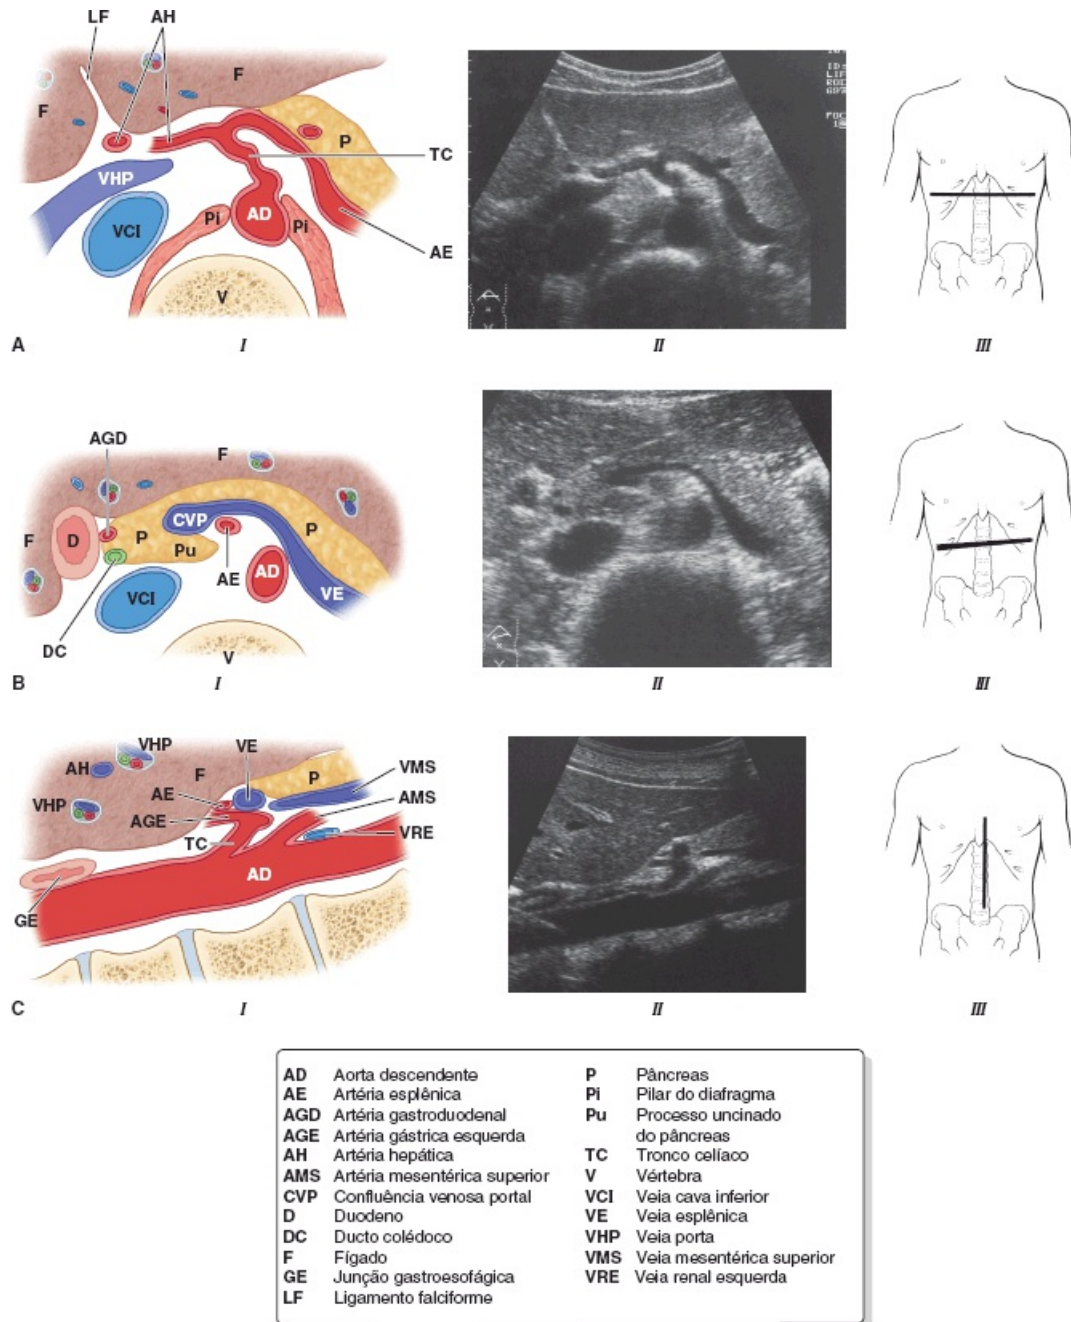 LF AH
F
F
P
TC
VHP
VCI
Pi
AD
Pi
AE
V
A I II III
AGD
F
F
D
P
CVP
P
Pu
AE
AD
VCI
VE
DC
V
B I II III
VHP
VE
AH
F
P
VMS
AE
VHP
AMS
AGE
VRE
TC
AD
GE
C I II III
AD Aorta descendente
AE Artéria esplênica
AGD Artéria gastroduodenal
AGE Artéria gástrica esquerda
AH Artéria hepática
AMS Artéria mesentérica superior
CVP Confluência venosa portal
D Duodeno
DC Ducto colédoco
F Fígado
GE Junção gastroesofágica
LF Ligamento falciforme
P Pâncreas
Pi Pilar do diafragma
Pu Processo uncinado
do pâncreas
TC Tronco celíaco
V Vértebra
VCI Veia cava inferior
VE Veia esplênica
VHP Veia porta
VMS Veia mesentérica superior
VRE Veia renal esquerda